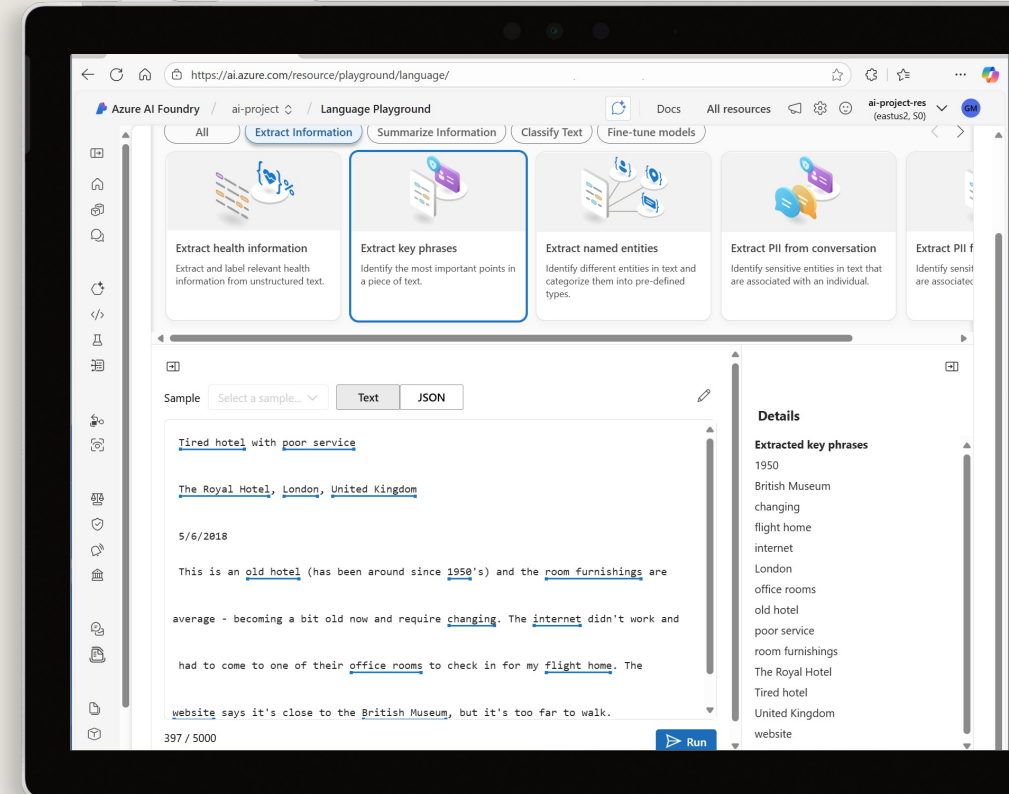 https://ai.azure.com/resource/playground/language/
Azure AI Foundry / ai-project / Language Playground
Docs
All resources
ai-project-res
(eastus2, S0)
GM
All
Extract Information
Summarize Information
Classify Text
Fine-tune models
Extract health information
Extract and label relevant health
information from unstructured text.
Extract key phrases
Identify the most important points in
a piece of text.
Extract named entities
Identify different entities in text and
categorize them into pre-defined
types.
Extract PII from conversation
Identify sensitive entities in text that
are associated with an individual.
Extract PII f
Identify sensit
are associated
Sample
Select a sample...
Text
JSON
Tired hotel with poor service
The Royal Hotel, London, United Kingdom
5/6/2018
This is an old hotel (has been around since 1950's) and the room furnishings are
average - becoming a bit old now and require changing. The internet didn't work and
had to come to one of their office rooms to check in for my flight home. The
website says it's close to the British Museum, but it's too far to walk.
397 / 5000
Run
Details
Extracted key phrases
1950
British Museum
changing
flight home
internet
London
office rooms
old hotel
poor service
room furnishings
The Royal Hotel
Tired hotel
United Kingdom
website